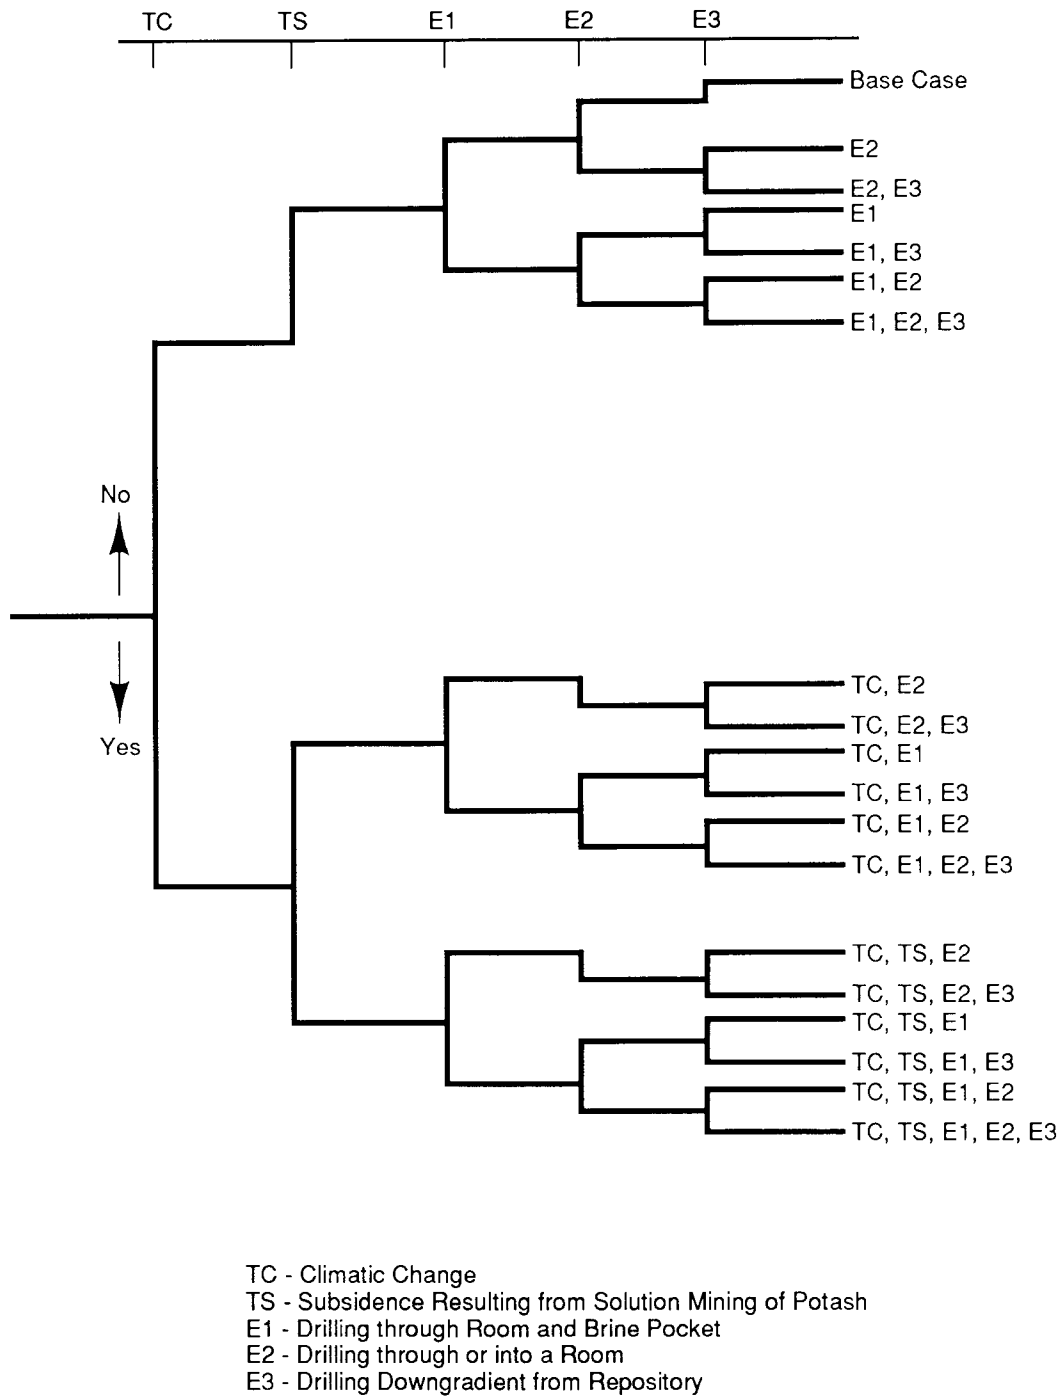 TC TS E1 E2 E3
Base Case
E2
E2, E3
E1
E1, E3
E1, E2
E1, E2, E3
No
Yes
TC, E2
TC, E2, E3
TC, E1
TC, E1, E3
TC, E1, E2
TC, E1, E2, E3
TC, TS, E2
TC, TS, E2, E3
TC, TS, E1
TC, TS, E1, E3
TC, TS, E1, E2
TC, TS, E1, E2, E3
TC - Climatic Change
TS - Subsidence Resulting from Solution Mining of Potash
E1 - Drilling through Room and Brine Pocket
E2 - Drilling through or into a Room
E3 - Drilling Downgradient from Repository